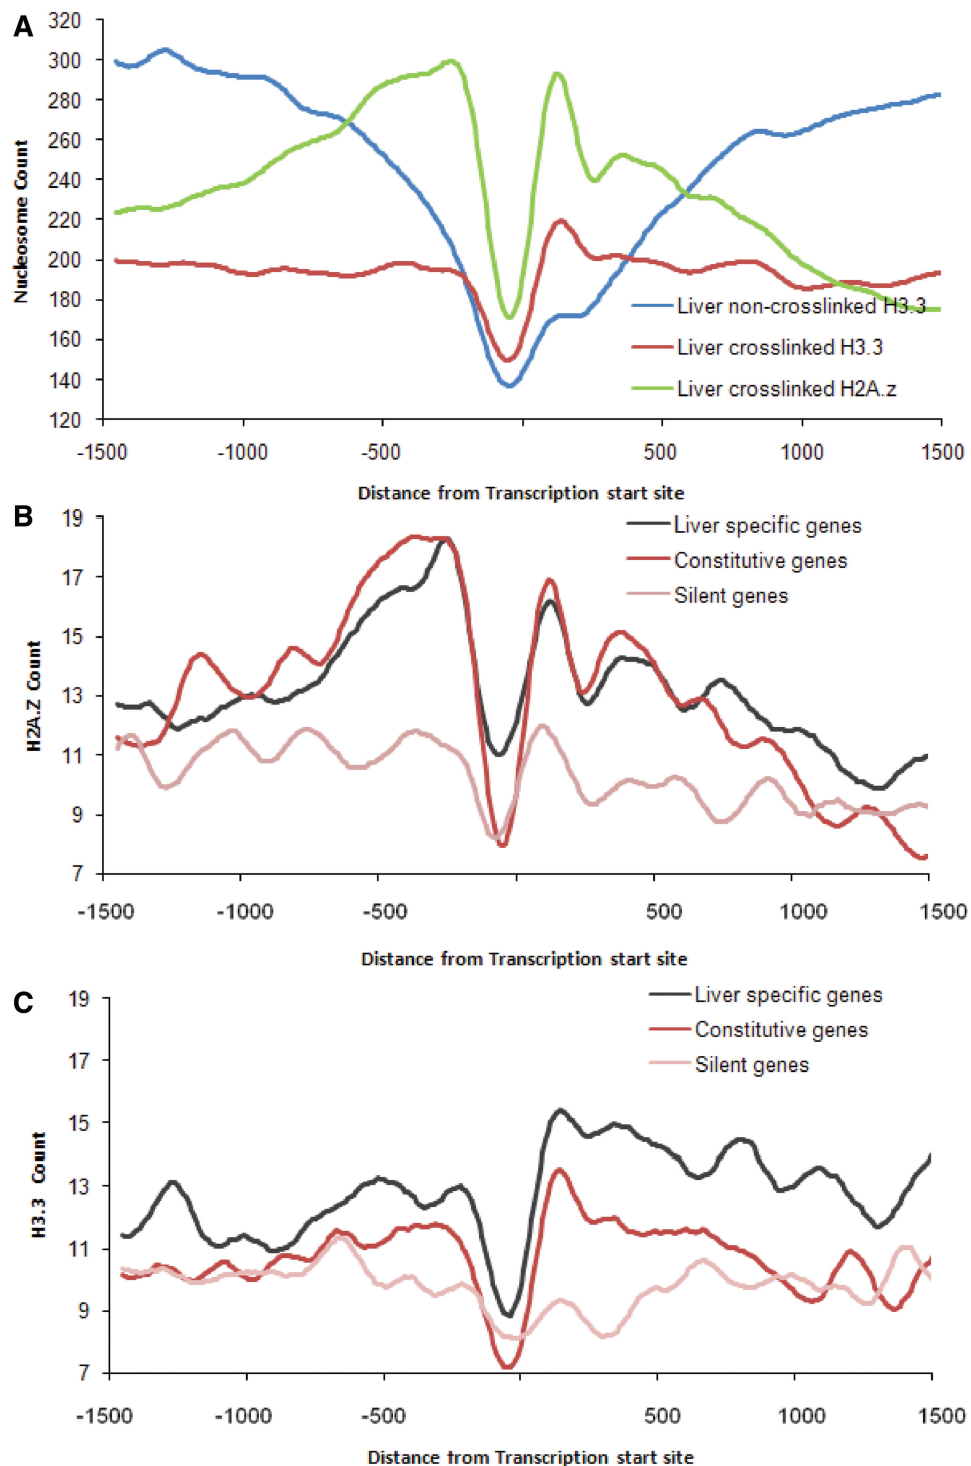 A
320
300
280
260
240
220
200
180
160
140
120
Nucleosome Count
Liver non-crosslinked H3.3
Liver crosslinked H3.3
Liver crosslinked H2A.z
-1500 -1000 -500 500 1000 1500
Distance from Transcription start site
B
19
17
15
13
11
9
7
H2A.Z Count
Liver specific genes
Constitutive genes
Silent genes
-1500 -1000 -500 500 1000 1500
Distance from Transcription start site
C
19
17
15
13
11
9
7
H3.3 Count
Liver specific genes
Constitutive genes
Silent genes
-1500 -1000 -500 500 1000 1500
Distance from Transcription start site